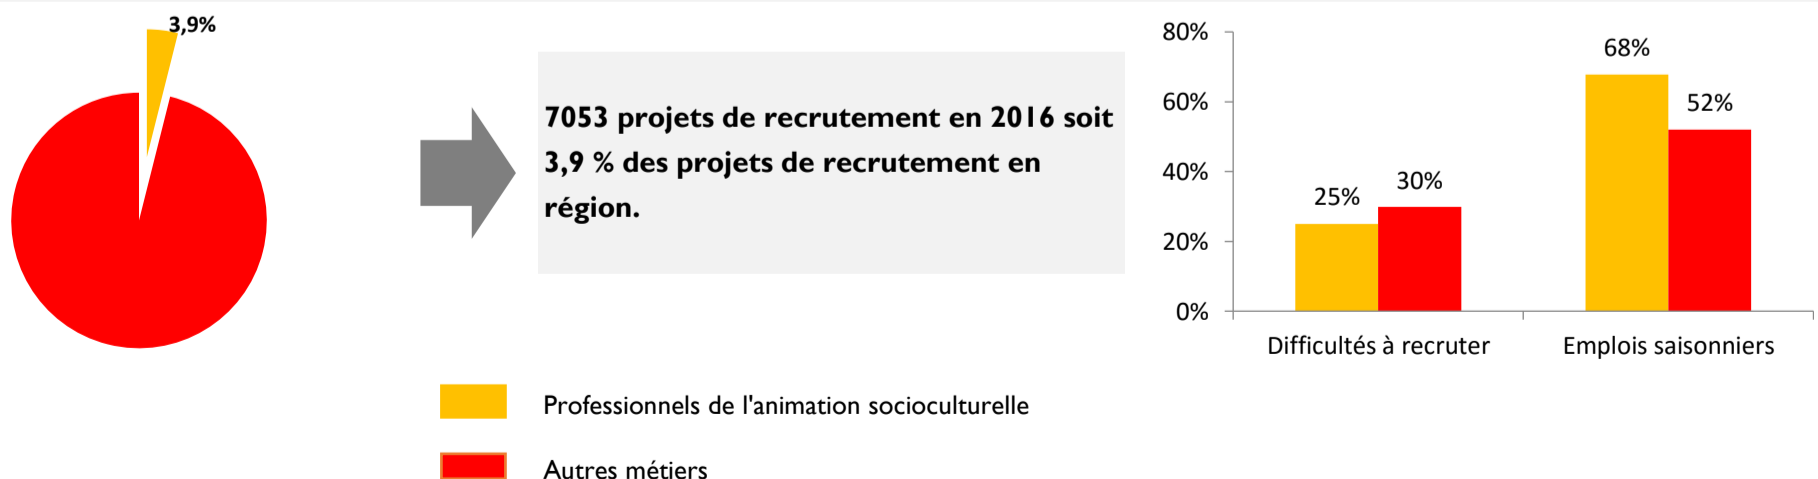 3,9%
7053 projets de recrutement en 2016 soit
3,9 % des projets de recrutement en
région.
80%
60%
40%
20%
0%
25%
30%
68%
52%
Difficultés à recruter
Emplois saisonniers
Professionnels de l'animation socioculturelle
Autres métiers